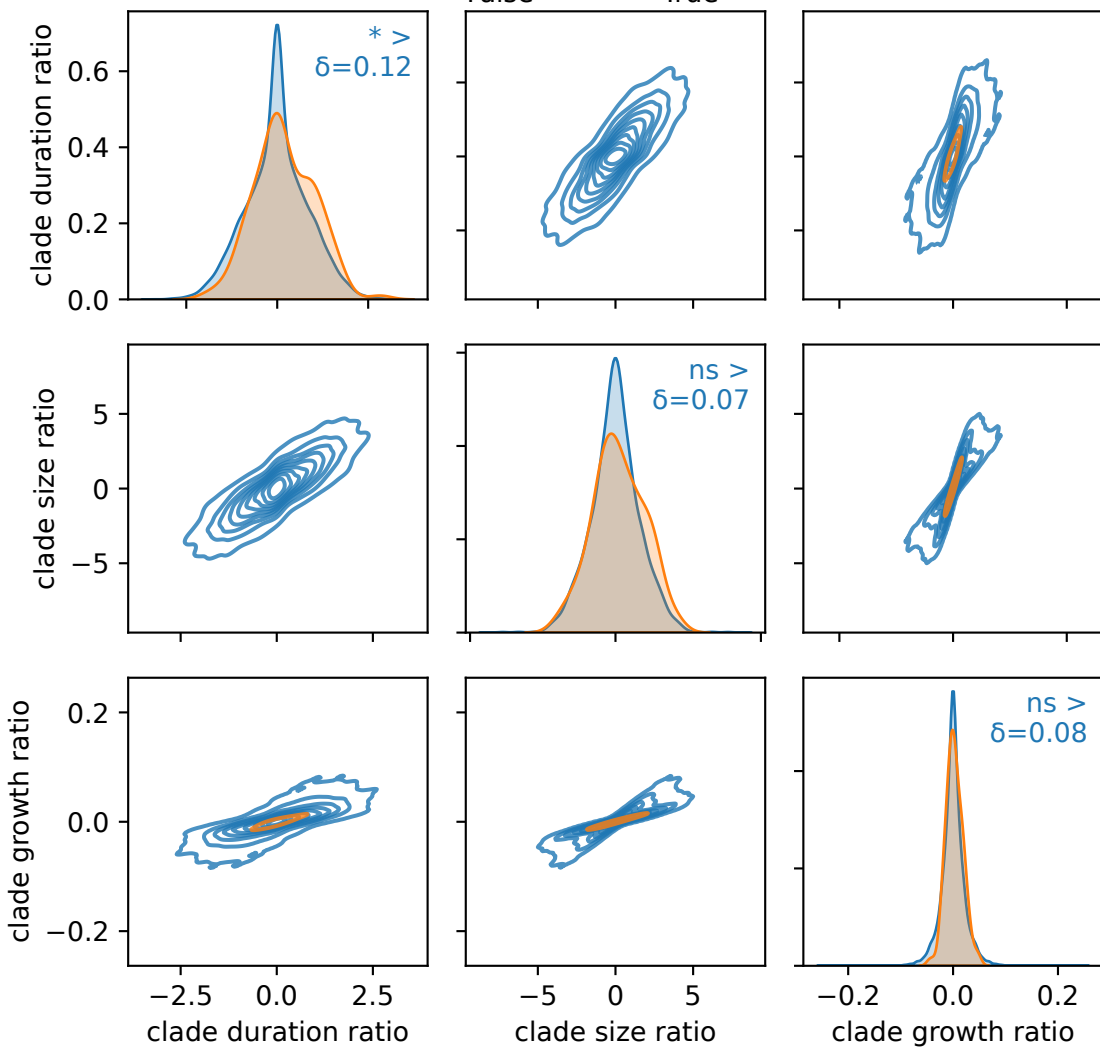 clade duration ratio
0.6
0.4
0.2
0.0
* >
δ=0.12
clade size ratio
5
0
−5
ns >
δ=0.07
clade growth ratio
0.2
0.0
−0.2
ns >
δ=0.08
−2.5 0.0 2.5
clade duration ratio
−5 0 5
clade size ratio
−0.2 0.0 0.2
clade growth ratio